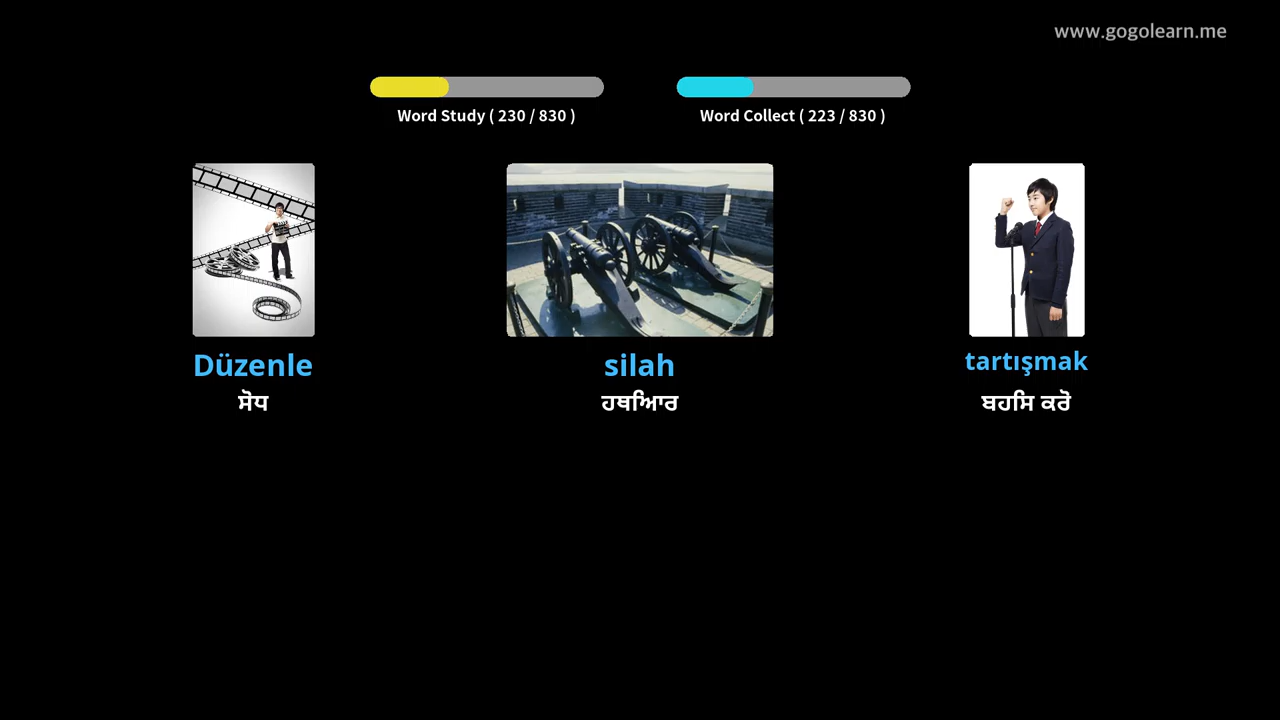 www.gogolearn.me
Word Study ( 230 / 830 )
Word Collect ( 223 / 830 )
Düzenle
ਸੋਧ
silah
ਹਥਿਆਰ
tartışmak
ਬਹਸਿ ਕਰੋ